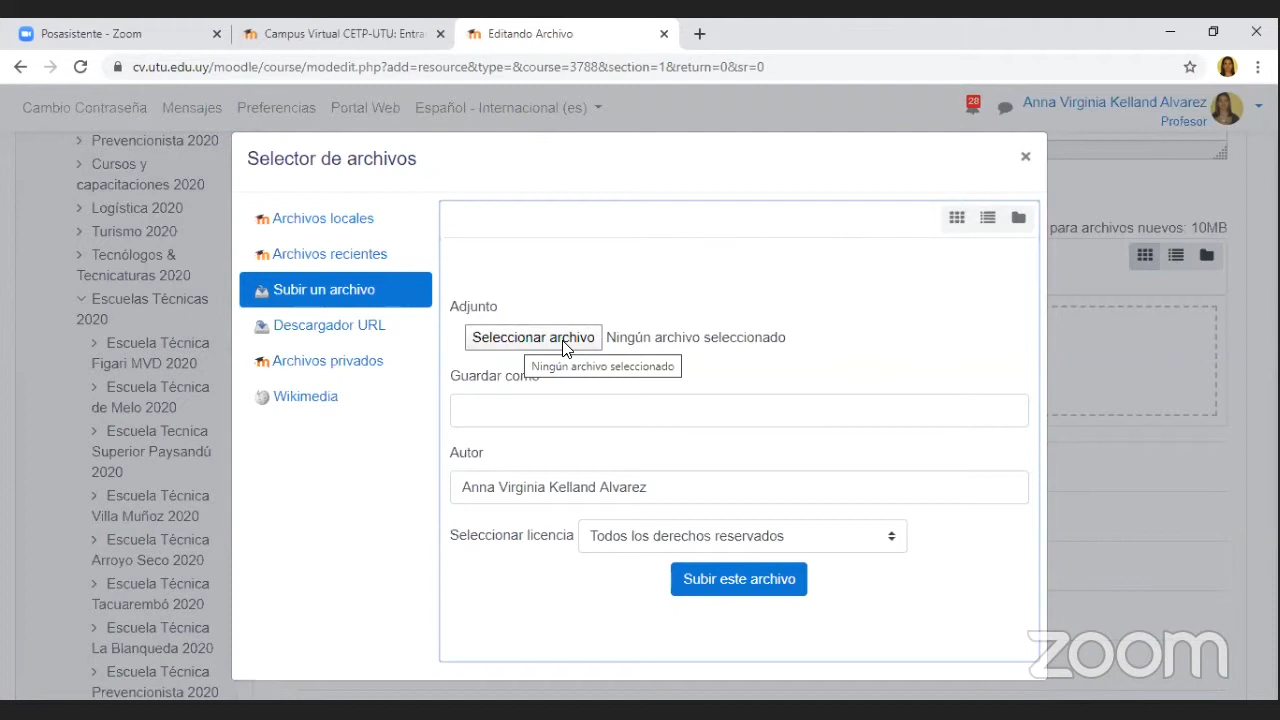 Posasistente - Zoom
Campus Virtual CETP-UTU: Entra
Editando Archivo
cv.utu.edu.uy/moodle/course/modedit.php?add=resource&type=&course=3788&section=1&return=0&sr=0
Cambio Contraseña Mensajes Preferencias Portal Web Español - Internacional (es)
28
Anna Virginia Kelland Alvarez
Profesor
Prevencionista 2020
Cursos y
capacitaciones 2020
Logística 2020
Turismo 2020
Tecnólogos &
Tecnicaturas 2020
Escuelas Técnicas
2020
Escuela Técnica
Figari MVD 2020
Escuela Técnica
de Melo 2020
Escuela Tecnica
Superior Paysandú
2020
Escuela Técnica
Villa Muñoz 2020
Escuela Técnica
Arroyo Seco 2020
Escuela Técnica
Tacuarembó 2020
Escuela Técnica
La Blanqueda 2020
Escuela Técnica
Prevencionista 2020
Selector de archivos
Archivos locales
Archivos recientes
Subir un archivo
Descargador URL
Archivos privados
Wikimedia
Adjunto
Seleccionar archivo Ningún archivo seleccionado
Ningún archivo seleccionado
Guardar como
Autor
Anna Virginia Kelland Alvarez
Seleccionar licencia Todos los derechos reservados
Subir este archivo
para archivos nuevos: 10MB
zoom